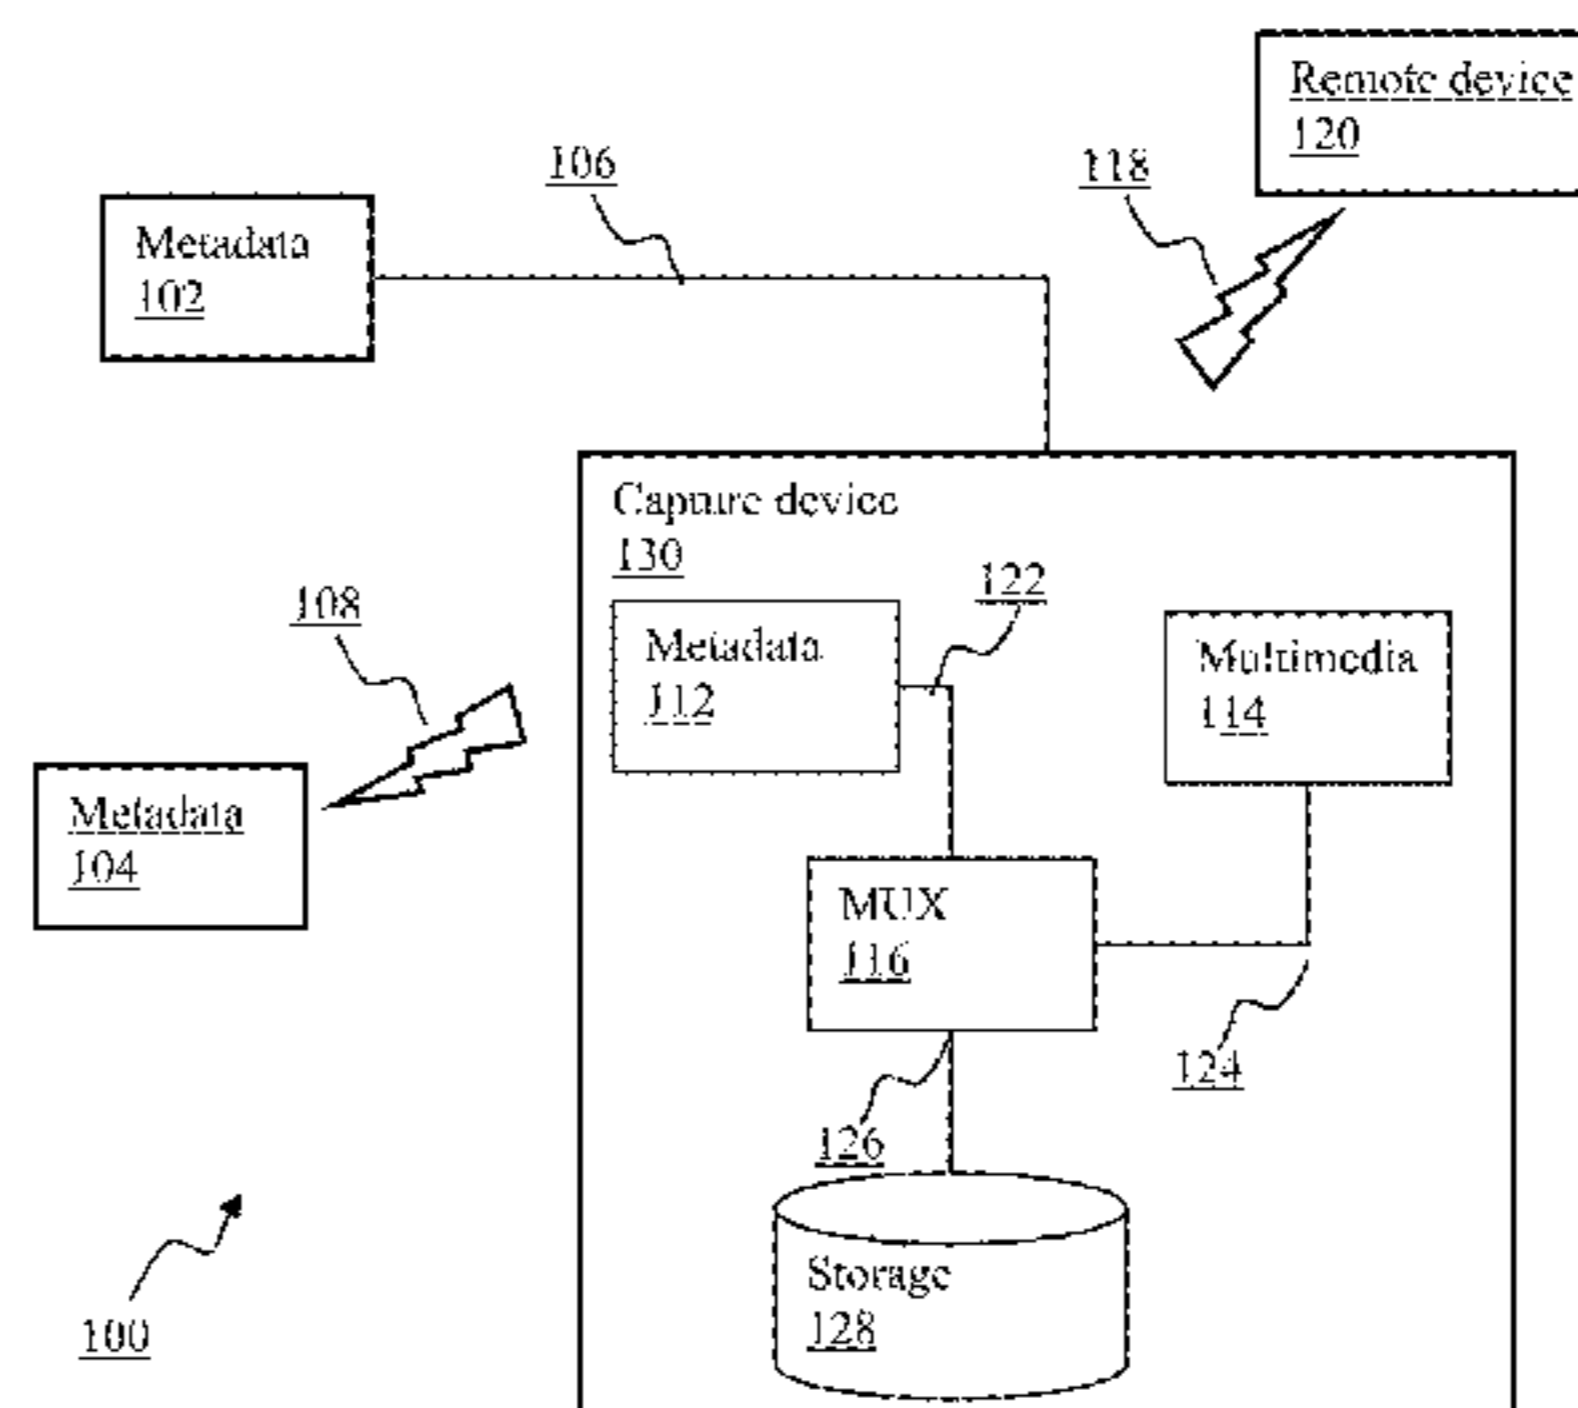 Remote device
120
106
118
Metadata
102
Capture device
130
122
108
Metadata
112
Multimedia
114
Metadata
104
MUX
116
124
126
Storage
128
100